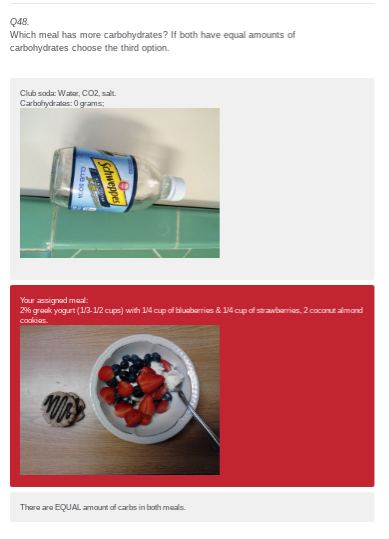 Q48.
Which meal has more carbohydrates? If both have equal amounts of
carbohydrates choose the third option.
Club soda: Water, CO2, salt.
Carbohydrates: 0 grams;
Schweppes
CLUB SODA
Your assigned meal:
2% greek yogurt (1/3-1/2 cups) with 1/4 cup of blueberries & 1/4 cup of strawberries, 2 coconut almond
cookies.
There are EQUAL amount of carbs in both meals.